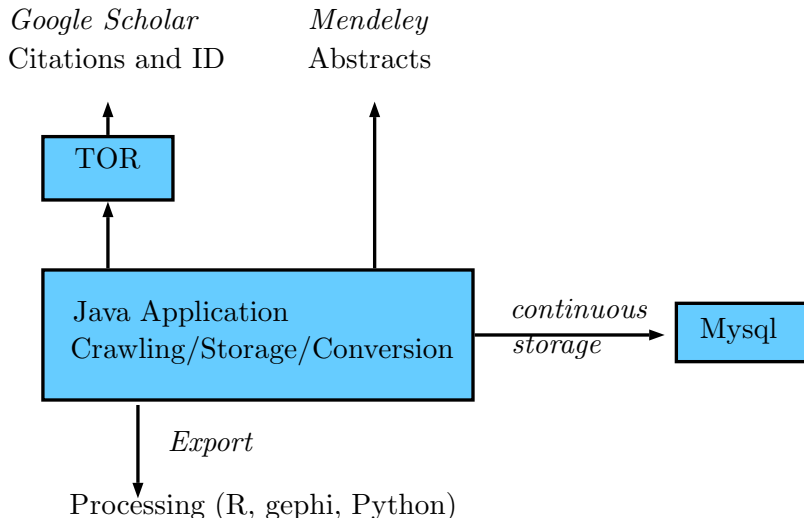 Google Scholar
Citations and ID
Mendeley
Abstracts
TOR
Java Application
Crawling/Storage/Conversion
continuous
storage
Mysql
Export
Processing (R, gephi, Python)